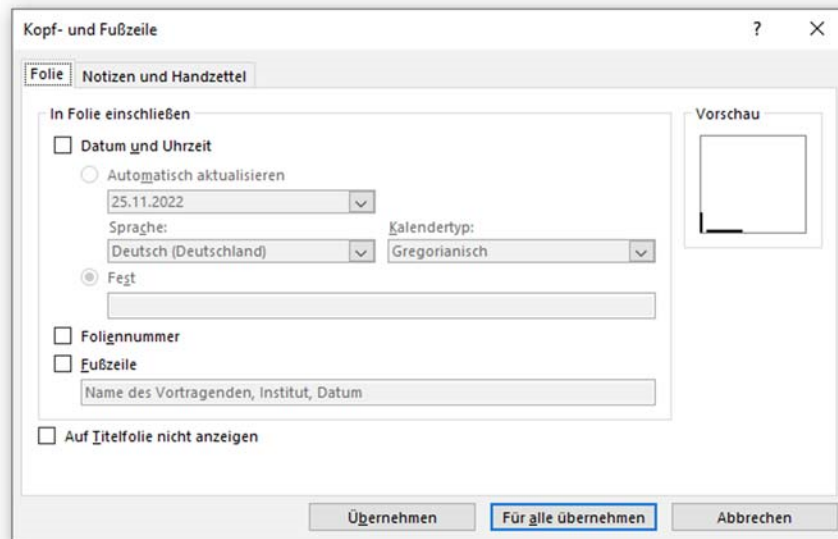 Kopf- und Fußzeile
?
Folie
Notizen und Handzettel
In Folie einschließen
Vorschau
Datum und Uhrzeit
Automatisch aktualisieren
25.11.2022
Sprache:
Kalendertyp:
Deutsch (Deutschland)
Gregorianisch
Fest
Foliennummer
Fußzeile
Name des Vortragenden, Institut, Datum
Auf Titelfolie nicht anzeigen
Übernehmen
Für alle übernehmen
Abbrechen